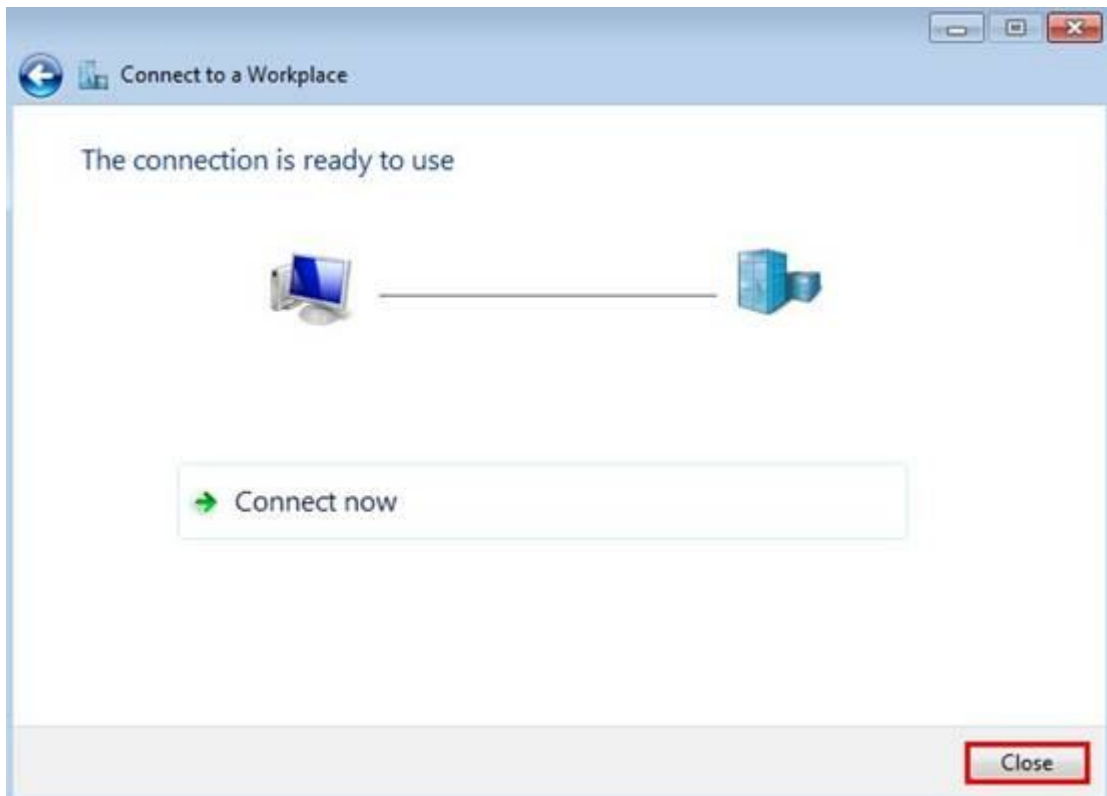 Connect to a Workplace
The connection is ready to use
Connect now
Close